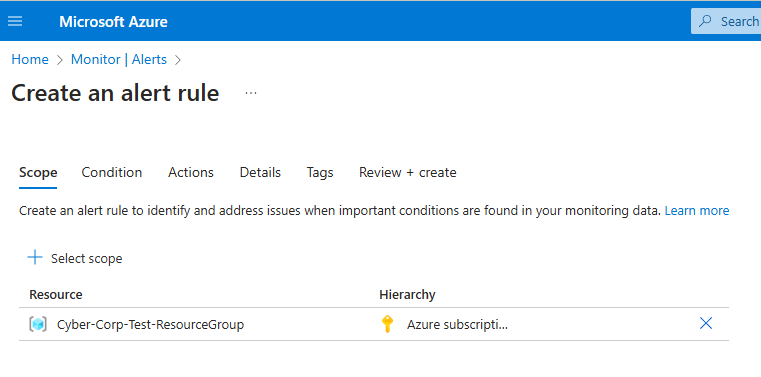 Microsoft Azure
Search
Home > Monitor | Alerts >
Create an alert rule ...
Scope Condition Actions Details Tags Review + create
Create an alert rule to identify and address issues when important conditions are found in your monitoring data. Learn more
+ Select scope
Resource Hierarchy
Cyber-Corp-Test-ResourceGroup Azure subscripti...